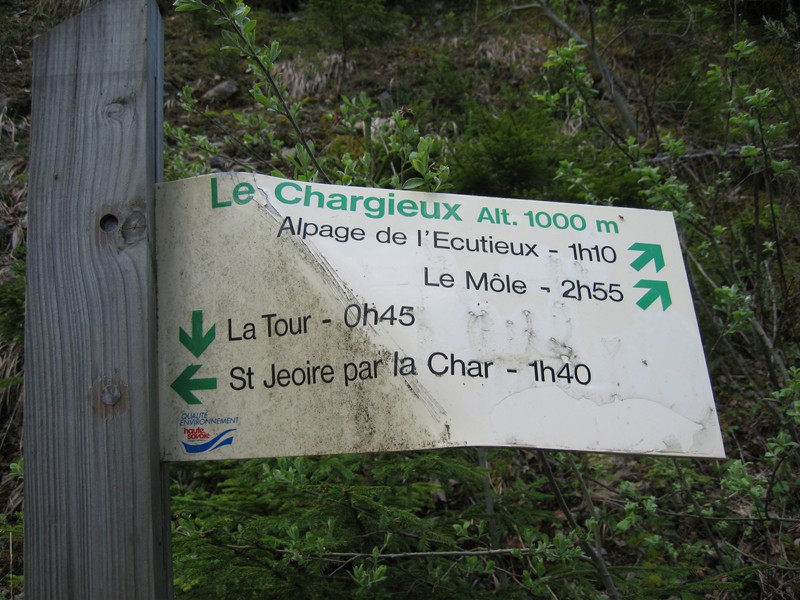 Le Chargieux Alt. 1000 m
Alpage de l'Ecutieux - 1h10
Le Môle - 2h55
La Tour - 0h45
St Jeoire par la Char - 1h40
QUALITÉ
ENVIRONNEMENT
haute
savoie